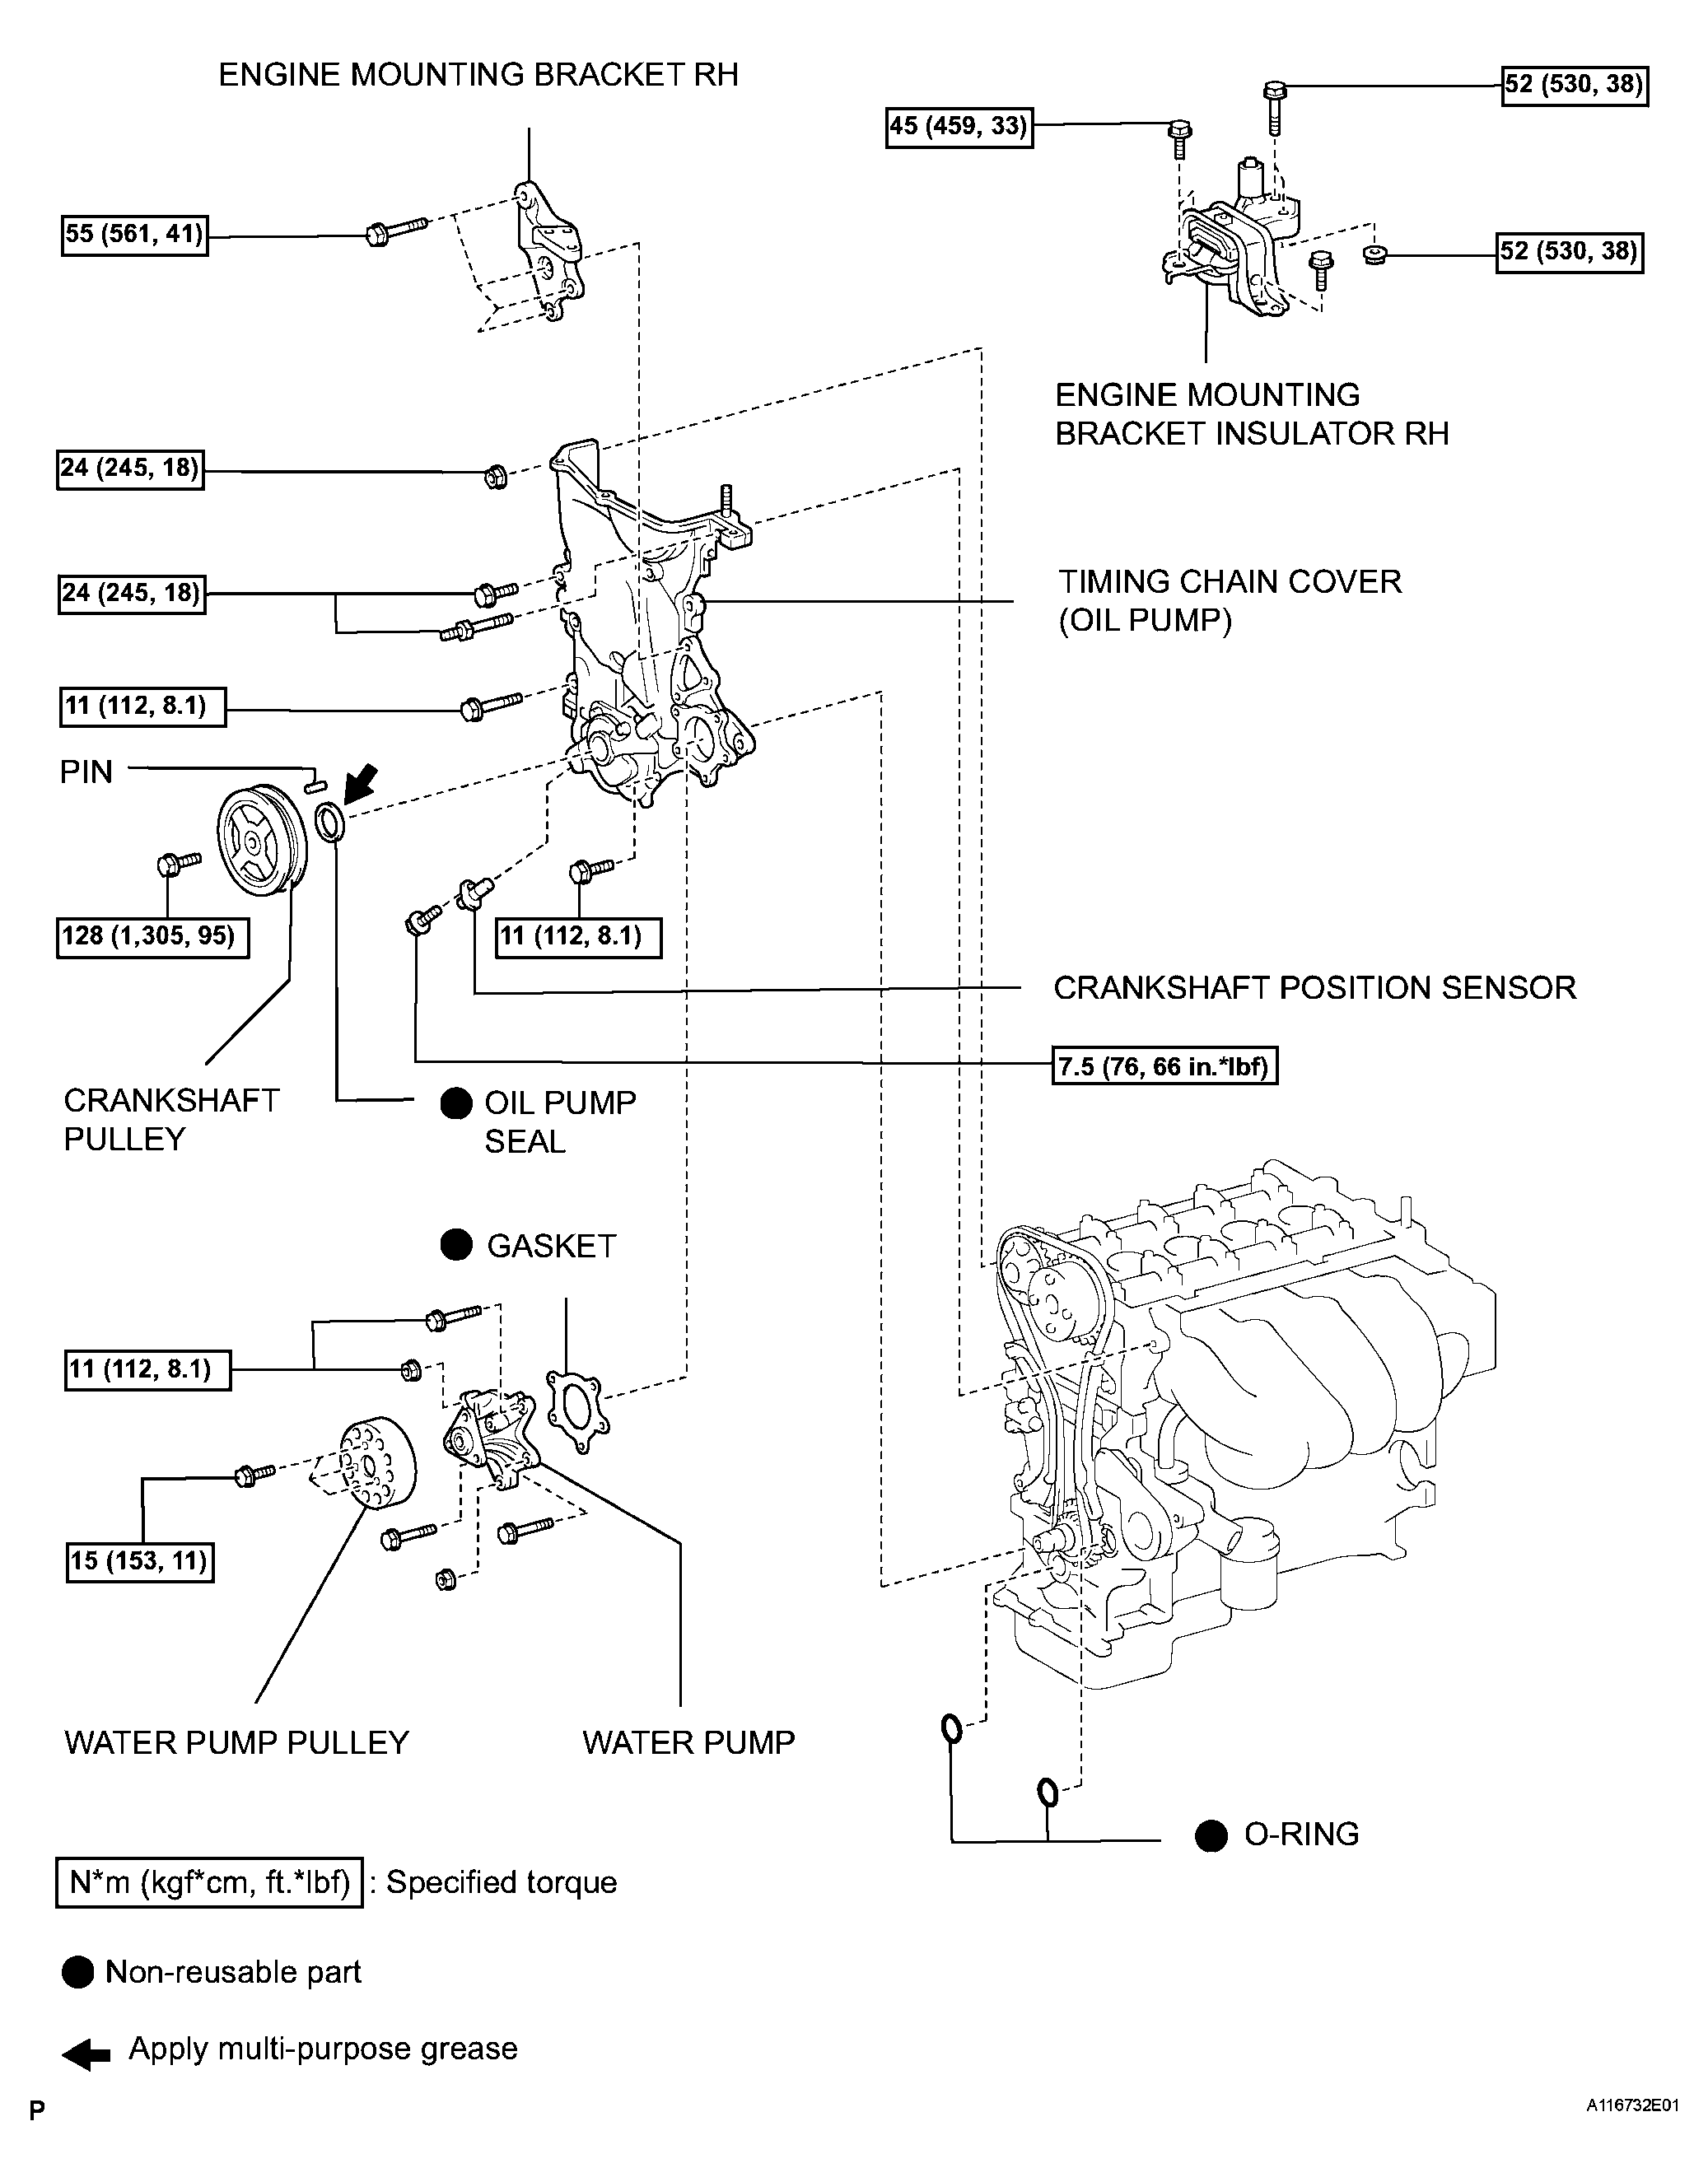 ENGINE MOUNTING BRACKET RH
52 (530, 38)
45 (459, 33)
55 (561, 41)
52 (530, 38)
ENGINE MOUNTING
BRACKET INSULATOR RH
24 (245, 18)
24 (245, 18)
TIMING CHAIN COVER
(OIL PUMP)
11 (112, 8.1)
PIN
128 (1,305, 95)
11 (112, 8.1)
CRANKSHAFT POSITION SENSOR
7.5 (76, 66 in.*lbf)
CRANKSHAFT
PULLEY
● OIL PUMP
SEAL
● GASKET
11 (112, 8.1)
15 (153, 11)
WATER PUMP PULLEY
WATER PUMP
● O-RING
N*m (kgf*cm, ft.*lbf) : Specified torque
● Non-reusable part
Apply multi-purpose grease
P
A116732E01